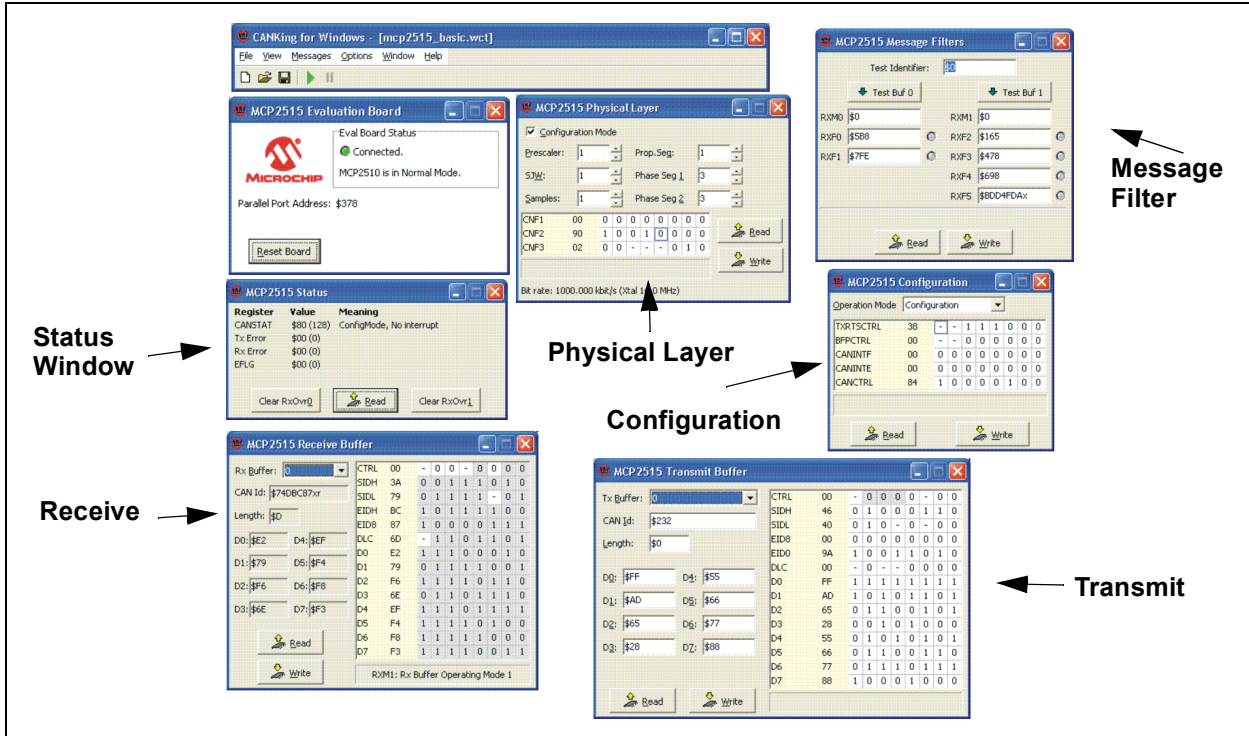 CANKing for Windows - [mcp2515_basic.wct]
File View Messages Options Window Help
MCP2515 Evaluation Board
MICROCHIP
Eval Board Status
Connected.
MCP2510 is in Normal Mode.
Parallel Port Address: $378
Reset Board
MCP2515 Physical Layer
Configuration Mode
Prescaler: 1 Prop.Seg: 1
SJW: 1 Phase Seg 1 3
Samples: 1 Phase Seg 2 3
CNF1 00 0 0 0 0 0 0 0 0
CNF2 90 1 0 0 1 0 0 0 0
CNF3 02 0 0 - - - 0 1 0
Read
Write
Bit rate: 1000.000 kbit/s (Xtal MHz)
Physical Layer
MCP2515 Message Filters
Test Identifier: $0
Test Buf 0 Test Buf 1
RXM0 $0 RXM1 $0
RXF0 $5B8 RXF2 $165
RXF1 $7FE RXF3 $478
RXF4 $698
RXF5 $BDD4FDAx
Read Write
Message
Filter
MCP2515 Status
Register Value Meaning
CANSTAT $80 (128) ConfigMode, No interrupt
Tx Error $00 (0)
Rx Error $00 (0)
EFLG $00 (0)
Clear RxOvr0 Read Clear RxOvr1
Status
Window
MCP2515 Configuration
Operation Mode Configuration
TXRTSCTRL 38 - - 1 1 1 0 0 0
BFPCTRL 00 - - 0 0 0 0 0 0
CANINTF 00 0 0 0 0 0 0 0 0
CANINTE 00 0 0 0 0 0 0 0 0
CANCTRL 84 1 0 0 0 0 1 0 0
Read Write
Configuration
MCP2515 Receive Buffer
Rx Buffer: 0
CAN Id: $74DBC87xr
Length: $D
D0: $E2 D4: $EF
D1: $79 D5: $F4
D2: $F6 D6: $F8
D3: $6E D7: $F3
Read
Write
CTRL 00 - 0 0 - 0 0 0 0
SIDH 3A 0 0 1 1 1 0 1 0
SIDL 79 0 1 1 1 1 - 0 1
EIDH BC 1 0 1 1 1 1 0 0
EID8 87 1 0 0 0 0 1 1 1
DLC 6D - 1 1 0 1 1 0 1
D0 E2 1 1 1 0 0 0 1 0
D1 79 0 1 1 1 1 0 0 1
D2 F6 1 1 1 1 0 1 1 0
D3 6E 0 1 1 0 1 1 1 0
D4 EF 1 1 1 0 1 1 1 1
D5 F4 1 1 1 1 0 1 0 0
D6 F8 1 1 1 1 1 0 0 0
D7 F3 1 1 1 1 0 0 1 1
RXM1: Rx Buffer Operating Mode 1
Receive
MCP2515 Transmit Buffer
Tx Buffer: 0
CAN Id: $232
Length: $0
D0: $FF D4: $55
D1: $AD D5: $66
D2: $65 D6: $77
D3: $28 D7: $88
Read Write
CTRL 00 - 0 0 0 0 - 0 0
SIDH 46 0 1 0 0 0 1 1 0
SIDL 40 0 1 0 - 0 - 0 0
EID8 00 0 0 0 0 0 0 0 0
EID0 9A 1 0 0 1 1 0 1 0
DLC 00 - 0 - - 0 0 0 0
D0 FF 1 1 1 1 1 1 1 1
D1 AD 1 0 1 0 1 1 0 1
D2 65 0 1 1 0 0 1 0 1
D3 28 0 0 1 0 1 0 0 0
D4 55 0 1 0 1 0 1 0 1
D5 66 0 1 1 0 0 1 1 0
D6 77 0 1 1 1 0 1 1 1
D7 88 1 0 0 0 1 0 0 0
Transmit